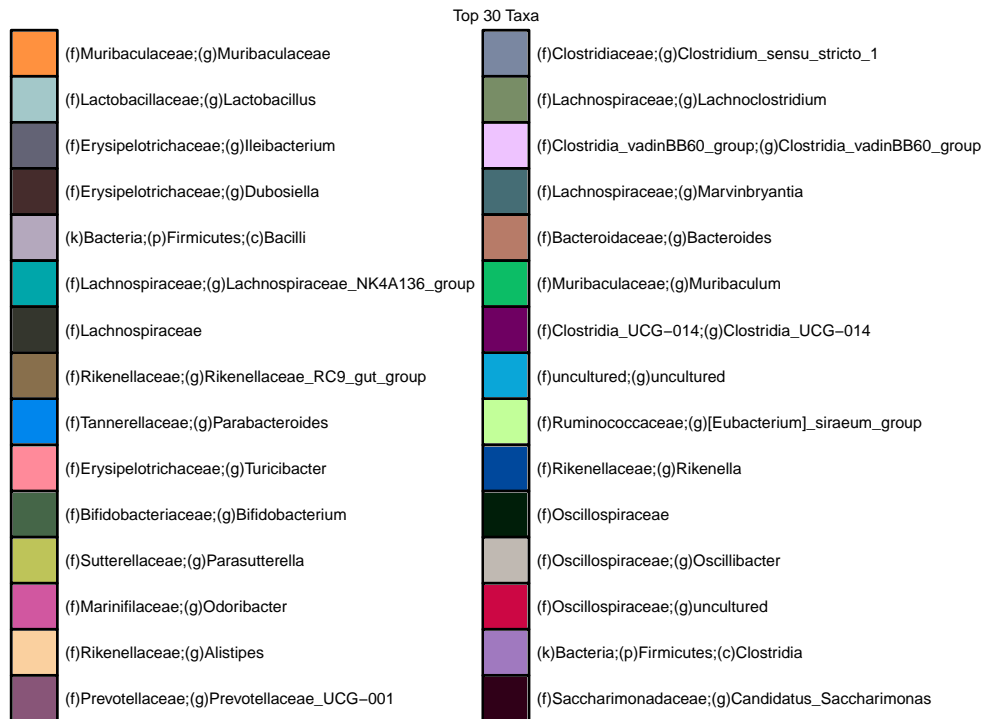 Top 30 Taxa
(f)Muribaculaceae;(g)Muribaculaceae
(f)Lactobacillaceae;(g)Lactobacillus
(f)Erysipelotrichaceae;(g)Ileibacterium
(f)Erysipelotrichaceae;(g)Dubosiella
(k)Bacteria;(p)Firmicutes;(c)Bacilli
(f)Lachnospiraceae;(g)Lachnospiraceae_NK4A136_group
(f)Lachnospiraceae
(f)Rikenellaceae;(g)Rikenellaceae_RC9_gut_group
(f)Tannerellaceae;(g)Parabacteroides
(f)Erysipelotrichaceae;(g)Turicibacter
(f)Bifidobacteriaceae;(g)Bifidobacterium
(f)Sutterellaceae;(g)Parasutterella
(f)Marinifilaceae;(g)Odoribacter
(f)Rikenellaceae;(g)Alistipes
(f)Prevotellaceae;(g)Prevotellaceae_UCG−001
(f)Clostridiaceae;(g)Clostridium_sensu_stricto_1
(f)Lachnospiraceae;(g)Lachnoclostridium
(f)Clostridia_vadinBB60_group;(g)Clostridia_vadinBB60_group
(f)Lachnospiraceae;(g)Marvinbryantia
(f)Bacteroidaceae;(g)Bacteroides
(f)Muribaculaceae;(g)Muribaculum
(f)Clostridia_UCG−014;(g)Clostridia_UCG−014
(f)uncultured;(g)uncultured
(f)Ruminococcaceae;(g)[Eubacterium]_siraeum_group
(f)Rikenellaceae;(g)Rikenella
(f)Oscillospiraceae
(f)Oscillospiraceae;(g)Oscillibacter
(f)Oscillospiraceae;(g)uncultured
(k)Bacteria;(p)Firmicutes;(c)Clostridia
(f)Saccharimonadaceae;(g)Candidatus_Saccharimonas